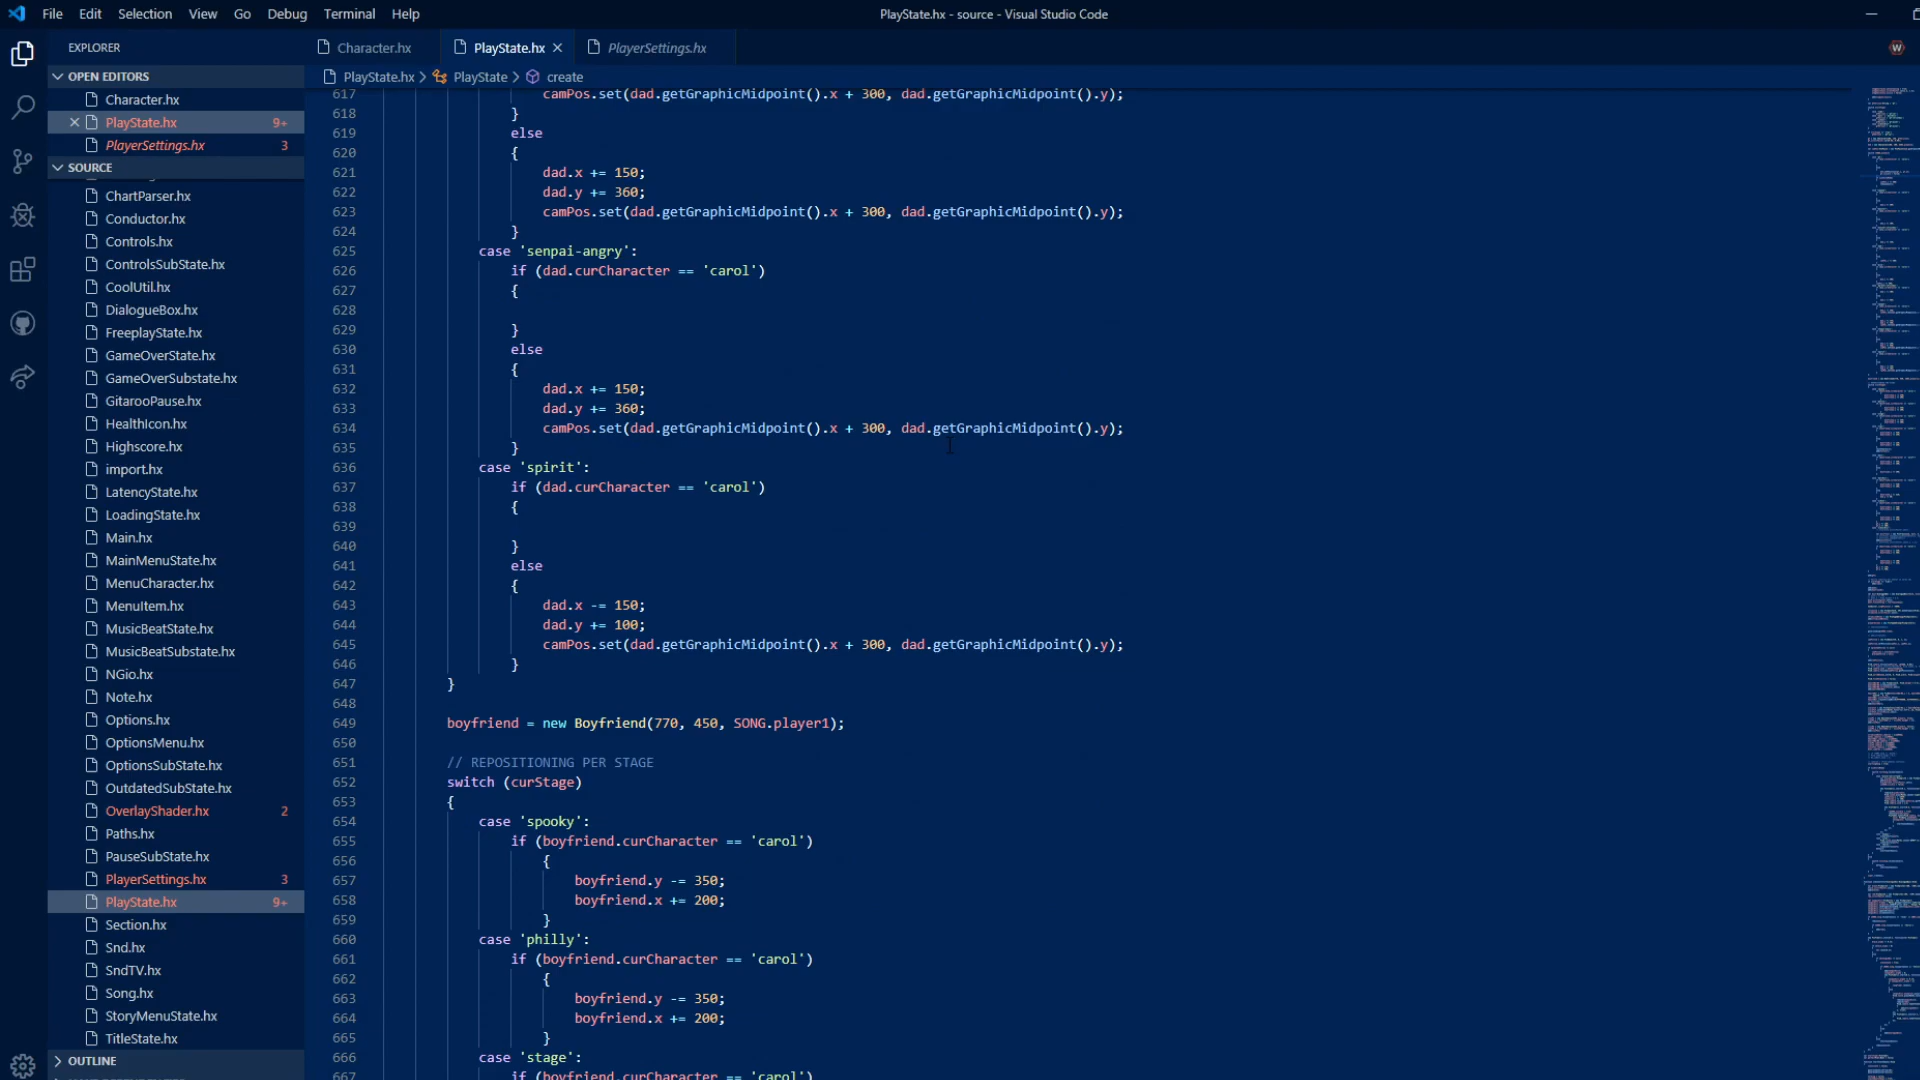 File Edit Selection View Go Debug Terminal Help
PlayState.hx - source - Visual Studio Code
EXPLORER
OPEN EDITORS
Character.hx
PlayState.hx 9+
PlayerSettings.hx 3
SOURCE
ChartParser.hx
Conductor.hx
Controls.hx
ControlsSubState.hx
CoolUtil.hx
DialogueBox.hx
FreeplayState.hx
GameOverState.hx
GameOverSubstate.hx
GitarooPause.hx
HealthIcon.hx
Highscore.hx
import.hx
LatencyState.hx
LoadingState.hx
Main.hx
MainMenuState.hx
MenuCharacter.hx
MenuItem.hx
MusicBeatState.hx
MusicBeatSubstate.hx
NGio.hx
Note.hx
Options.hx
OptionsMenu.hx
OptionsSubState.hx
OutdatedSubState.hx
OverlayShader.hx 2
Paths.hx
PauseSubState.hx
PlayerSettings.hx 3
PlayState.hx 9+
Section.hx
Snd.hx
SndTV.hx
Song.hx
StoryMenuState.hx
TitleState.hx
OUTLINE
Character.hx PlayState.hx PlayerSettings.hx
W
PlayState.hx PlayState create
617 camPos.set(dad.getGraphicMidpoint().x + 300, dad.getGraphicMidpoint().y);
618 }
619 else
620 {
621 dad.x += 150;
622 dad.y += 360;
623 camPos.set(dad.getGraphicMidpoint().x + 300, dad.getGraphicMidpoint().y);
624 }
625 case 'senpai-angry':
626 if (dad.curCharacter == 'carol')
627 {
628
629 }
630 else
631 {
632 dad.x += 150;
633 dad.y += 360;
634 camPos.set(dad.getGraphicMidpoint().x + 300, dad.getGraphicMidpoint().y);
635 }
636 case 'spirit':
637 if (dad.curCharacter == 'carol')
638 {
639
640 }
641 else
642 {
643 dad.x -= 150;
644 dad.y += 100;
645 camPos.set(dad.getGraphicMidpoint().x + 300, dad.getGraphicMidpoint().y);
646 }
647 }
648
649 boyfriend = new Boyfriend(770, 450, SONG.player1);
650
651 // REPOSITIONING PER STAGE
652 switch (curStage)
653 {
654 case 'spooky':
655 if (boyfriend.curCharacter == 'carol')
656 {
657 boyfriend.y -= 350;
658 boyfriend.x += 200;
659 }
660 case 'philly':
661 if (boyfriend.curCharacter == 'carol')
662 {
663 boyfriend.y -= 350;
664 boyfriend.x += 200;
665 }
666 case 'stage':
667 if (boyfriend.curCharacter == 'carol')